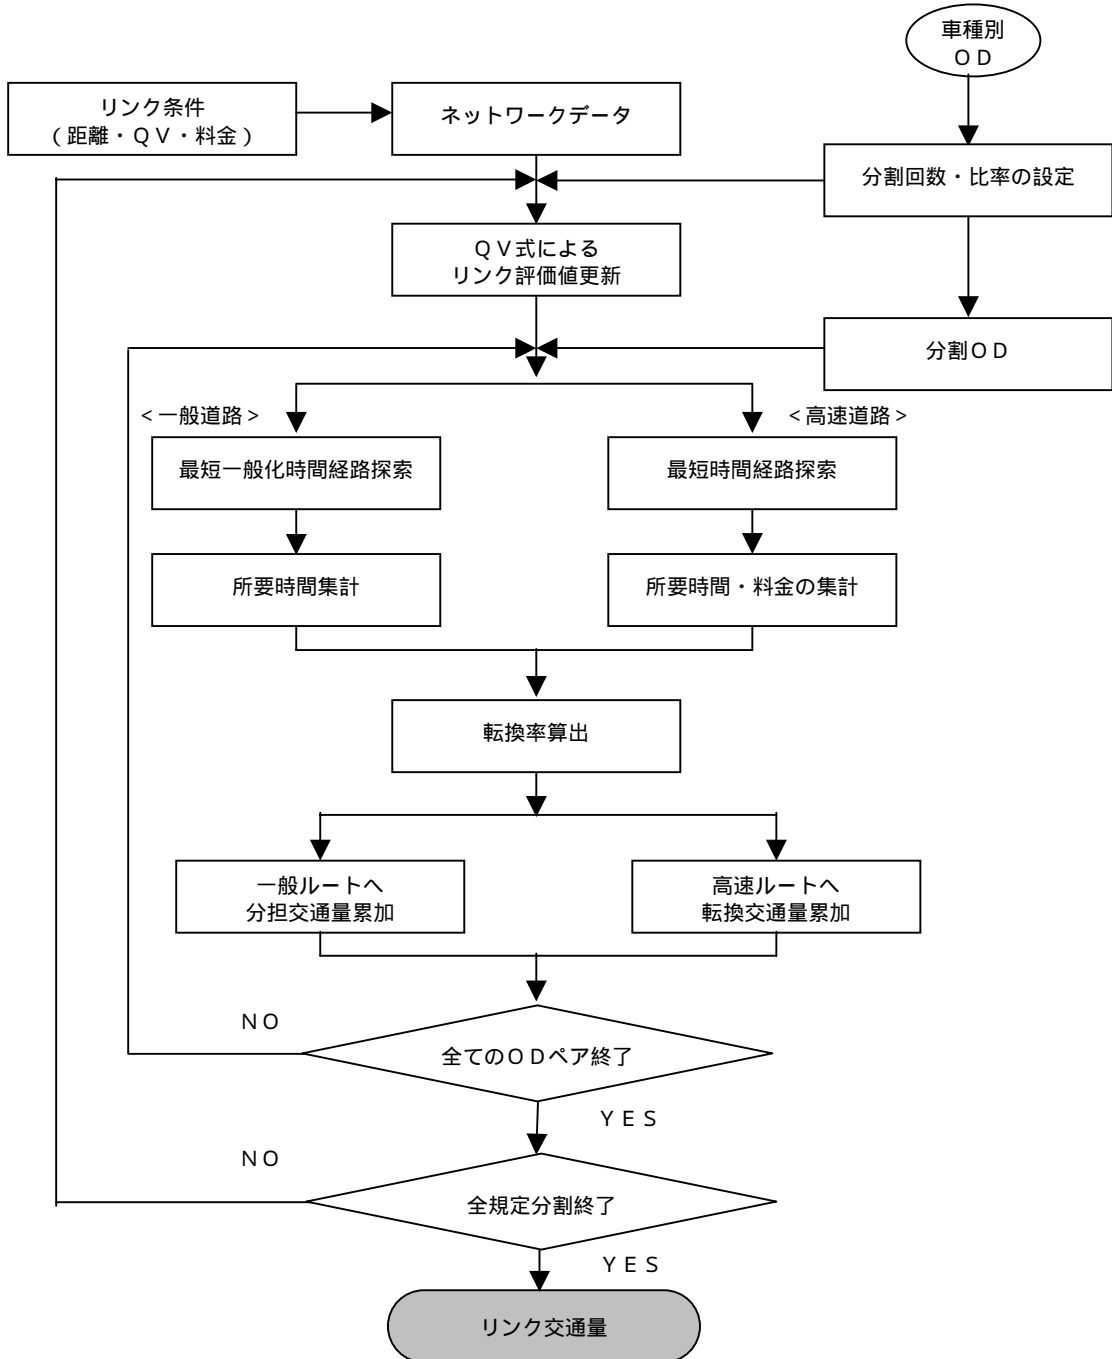 車種別
ＯＤ
リンク条件
（距離・ＱＶ・料金）
ネットワークデータ
分割回数・比率の設定
ＱＶ式による
リンク評価値更新
分割ＯＤ
＜一般道路＞
＜高速道路＞
最短一般化時間経路探索
最短時間経路探索
所要時間集計
所要時間・料金の集計
転換率算出
一般ルートへ
分担交通量累加
高速ルートへ
転換交通量累加
ＮＯ
全てのＯＤペア終了
ＹＥＳ
ＮＯ
全規定分割終了
ＹＥＳ
リンク交通量